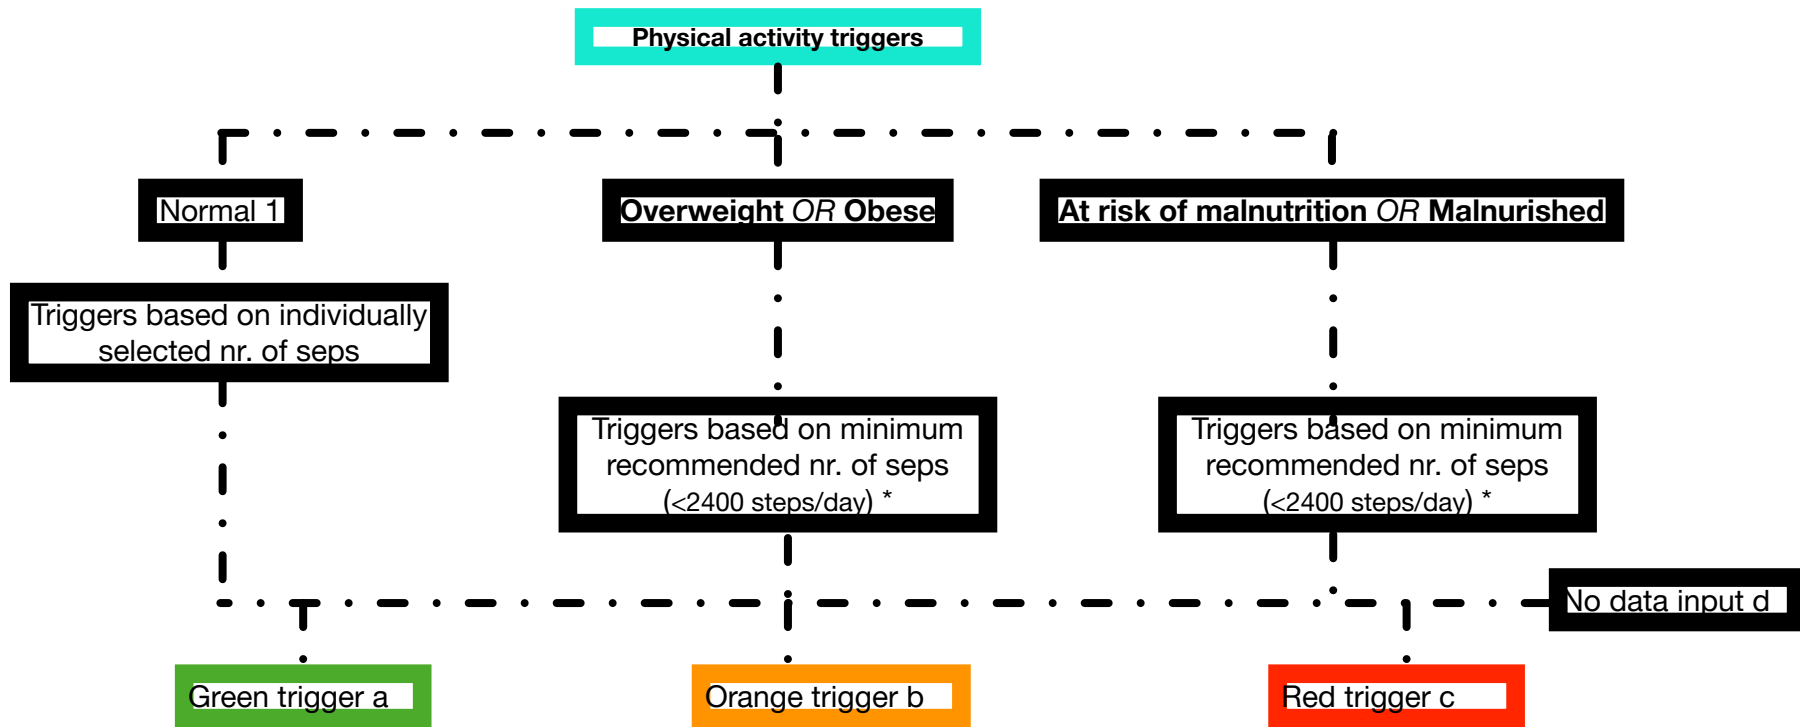 Physical activity triggers
Normal 1
Overweight OR Obese
At risk of malnutrition OR Malnurished
Triggers based on individually
selected nr. of seps
Triggers based on minimum
recommended nr. of seps
(<2400 steps/day) *
Triggers based on minimum
recommended nr. of seps
(<2400 steps/day) *
No data input d
Green trigger a
Orange trigger b
Red trigger c